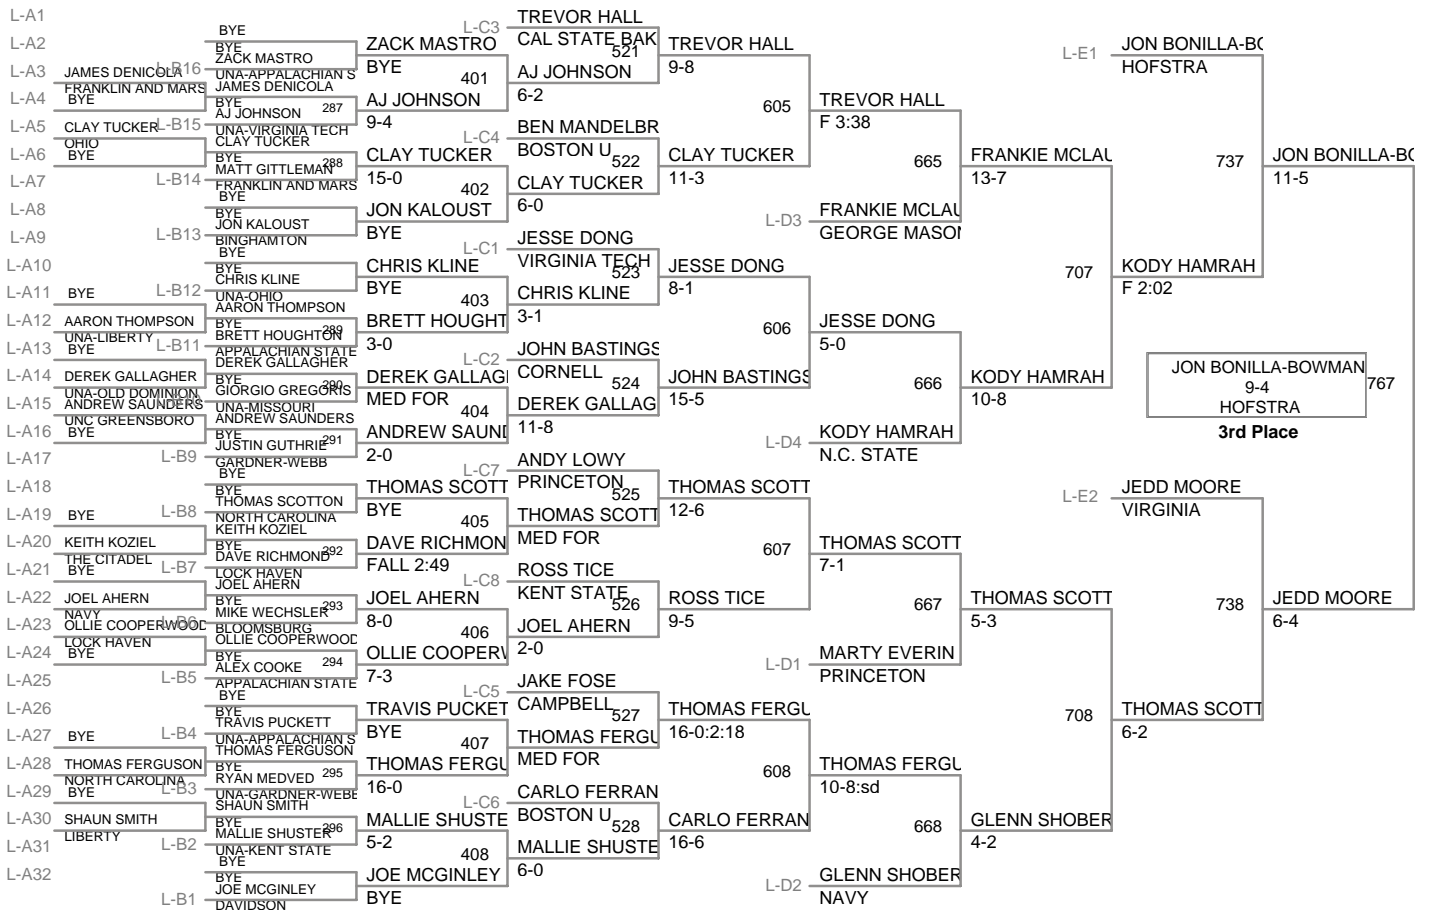 L-A1
L-A2
L-A3
L-A4
L-A5
L-A6
L-A7
L-A8
L-A9
L-A10
L-A11
L-A12
L-A13
L-A14
L-A15
L-A16
L-A17
L-A18
L-A19
L-A20
L-A21
L-A22
L-A23
L-A24
L-A25
L-A26
L-A27
L-A28
L-A29
L-A30
L-A31
L-A32
JAMES DENICOLA
FRANKLIN AND MARS
BYE
CLAY TUCKER
OHIO
BYE
BYE
AARON THOMPSON
UNA-LIBERTY
BYE
DEREK GALLAGHER
UNA-OLD DOMINION
ANDREW SAUNDERS
UNC GREENSBORO
BYE
BYE
KEITH KOZIEL
THE CITADEL
BYE
JOEL AHERN
NAVY
OLLIE COOPERWOOD
LOCK HAVEN
BYE
BYE
THOMAS FERGUSON
NORTH CAROLINA
BYE
SHAUN SMITH
LIBERTY
BYE
BYE
L-B16
ZACK MASTRO
UNA-APPALACHIAN S
JAMES DENICOLA
BYE
287
L-B15
AJ JOHNSON
UNA-VIRGINIA TECH
CLAY TUCKER
BYE
288
L-B14
MATT GITTLEMAN
FRANKLIN AND MARS
BYE
BYE
L-B13
JON KALOUST
BINGHAMTON
BYE
BYE
L-B12
CHRIS KLINE
UNA-OHIO
AARON THOMPSON
BYE
289
L-B11
BRETT HOUGHTON
APPALACHIAN STATE
DEREK GALLAGHER
BYE
290
GIORGIO GREGORIS
UNA-MISSOURI
ANDREW SAUNDERS
BYE
291
L-B9
JUSTIN GUTHRIE
GARDNER-WEBB
BYE
BYE
L-B8
THOMAS SCOTTON
NORTH CAROLINA
KEITH KOZIEL
BYE
292
L-B7
DAVE RICHMOND
LOCK HAVEN
JOEL AHERN
BYE
293
L-B6
MIKE WECHSLER
BLOOMSBURG
OLLIE COOPERWOOD
BYE
294
L-B5
ALEX COOKE
APPALACHIAN STATE
BYE
BYE
L-B4
TRAVIS PUCKETT
UNA-APPALACHIAN S
THOMAS FERGUSON
BYE
295
L-B3
RYAN MEDVED
UNA-GARDNER-WEBB
SHAUN SMITH
BYE
296
L-B2
MALLIE SHUSTER
UNA-KENT STATE
BYE
BYE
L-B1
JOE MCGINLEY
DAVIDSON
ZACK MASTRO
BYE
401
AJ JOHNSON
9-4
CLAY TUCKER
15-0
402
JON KALOUST
BYE
CHRIS KLINE
BYE
403
BRETT HOUGHT
3-0
DEREK GALLAG
MED FOR
404
ANDREW SAUN
2-0
THOMAS SCOTT
BYE
405
DAVE RICHMON
FALL 2:49
JOEL AHERN
8-0
406
OLLIE COOPERW
7-3
TRAVIS PUCKET
BYE
407
THOMAS FERGU
16-0
MALLIE SHUSTE
5-2
408
JOE MCGINLEY
BYE
L-C3
TREVOR HALL
CAL STATE BAK
521
AJ JOHNSON
6-2
L-C4
BEN MANDELBR
BOSTON U
522
CLAY TUCKER
6-0
L-C1
JESSE DONG
VIRGINIA TECH
523
CHRIS KLINE
3-1
L-C2
JOHN BASTINGS
CORNELL
524
DEREK GALLAG
11-8
L-C7
ANDY LOWY
PRINCETON
525
THOMAS SCOTT
MED FOR
L-C8
ROSS TICE
KENT STATE
526
JOEL AHERN
2-0
L-C5
JAKE FOSE
CAMPBELL
527
THOMAS FERGU
MED FOR
L-C6
CARLO FERRAN
BOSTON U
528
MALLIE SHUSTE
6-0
TREVOR HALL
9-8
605
CLAY TUCKER
11-3
JESSE DONG
8-1
606
JOHN BASTINGS
15-5
THOMAS SCOTT
12-6
607
ROSS TICE
9-5
THOMAS FERGU
16-0:2:18
608
CARLO FERRAN
16-6
TREVOR HALL
F 3:38
665
L-D3
FRANKIE MCLAU
GEORGE MASON
JESSE DONG
5-0
666
L-D4
KODY HAMRAH
N.C. STATE
THOMAS SCOTT
7-1
667
L-D1
MARTY EVERIN
PRINCETON
THOMAS FERGU
10-8:sd
668
L-D2
GLENN SHOBER
NAVY
FRANKIE MCLAU
13-7
707
KODY HAMRAH
10-8
THOMAS SCOTT
5-3
708
GLENN SHOBER
4-2
L-E1
JON BONILLA-BO
HOFSTRA
737
KODY HAMRAH
F 2:02
L-E2
JEDD MOORE
VIRGINIA
738
THOMAS SCOTT
6-2
JON BONILLA-BO
11-5
JEDD MOORE
6-4
JON BONILLA-BOWMAN
9-4
HOFSTRA
767
3rd Place